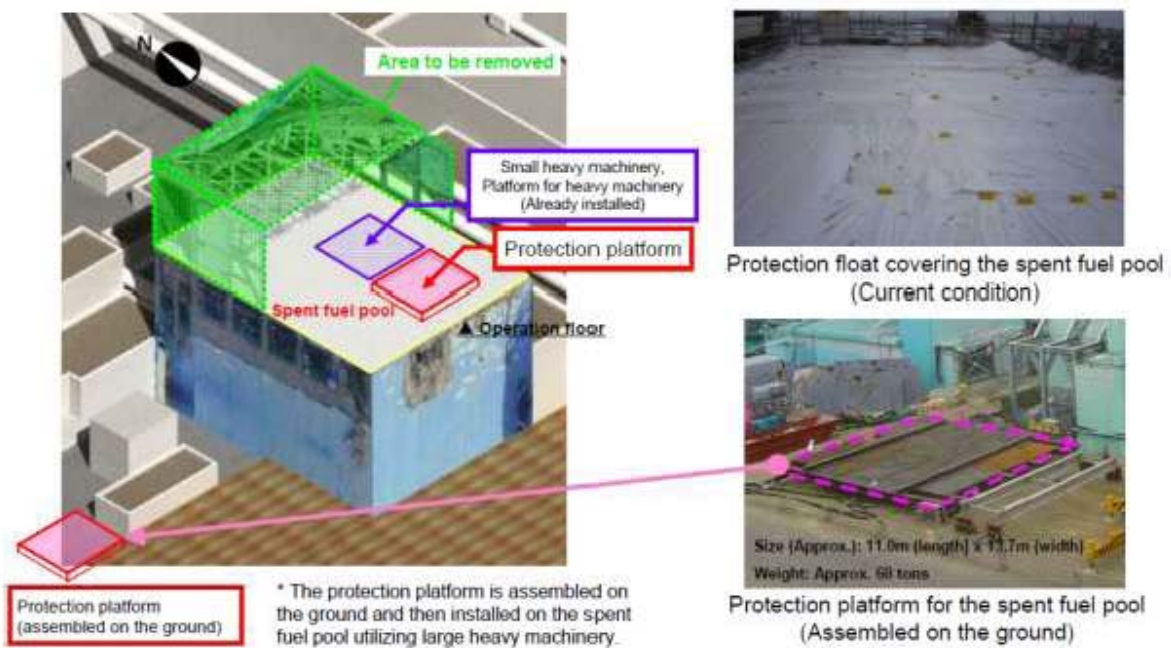 N
Area to be removed
Small heavy machinery,
Platform for heavy machinery
(Already installed)
Protection platform
Spent fuel pool
▲ Operation floor
Protection platform
(assembled on the ground)
* The protection platform is assembled on
the ground and then installed on the spent
fuel pool utilizing large heavy machinery.
Protection float covering the spent fuel pool
(Current condition)
Size (Approx.): 11.0m (length] x 13.7m (width)
Weight: Approx. 60 tons
Protection platform for the spent fuel pool
(Assembled on the ground)